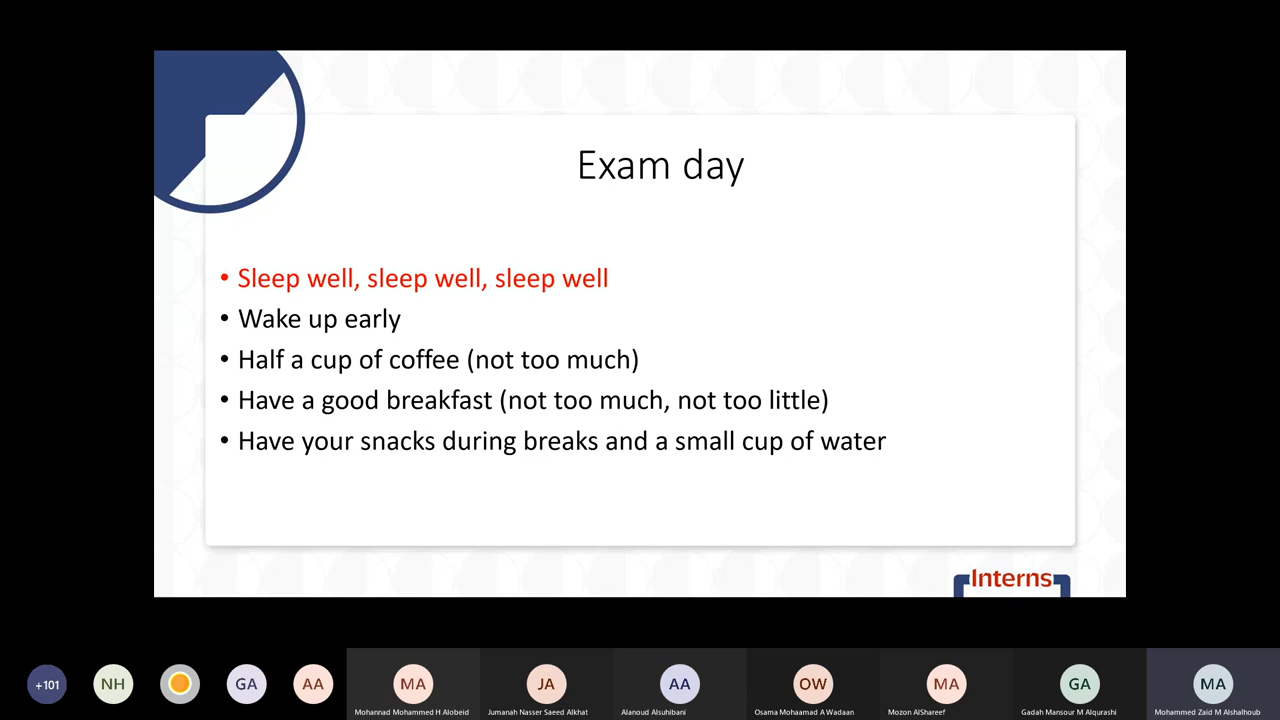 Exam day
• Sleep well, sleep well, sleep well
• Wake up early
• Half a cup of coffee (not too much)
• Have a good breakfast (not too much, not too little)
• Have your snacks during breaks and a small cup of water
Interns
+101
NH
GA
AA
MA
JA
AA
OW
MA
GA
MA
Mohannad Mohammed H Alobeid
Jumanah Nasser Saeed Alkhat
Alanoud Alsuhibani
Osama Mohaamad A Wadaan
Mozon AlShareef
Gadah Mansour M Alqurashi
Mohammed Zaid M Alshalhoub